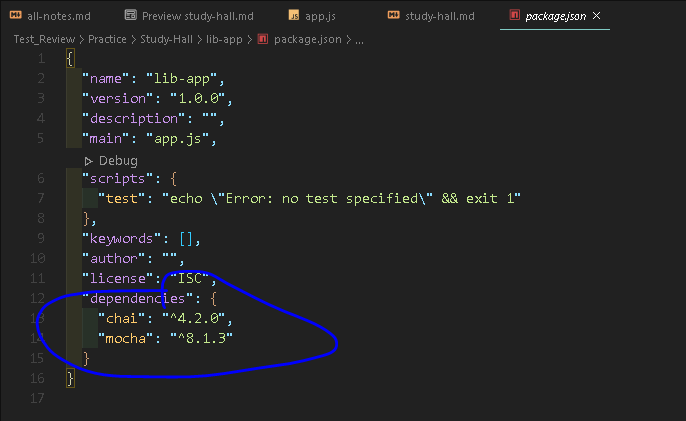 all-notes.md Preview study-hall.md app.js study-hall.md package.json
Test_Review > Practice > Study-Hall > lib-app > package.json > ...
1 {
2 "name": "lib-app",
3 "version": "1.0.0",
4 "description": "",
5 "main": "app.js",
Debug
6 "scripts": {
7 "test": "echo \"Error: no test specified\" && exit 1"
8 },
9 "keywords": [],
10 "author": "",
11 "license": "ISC",
12 "dependencies": {
13 "chai": "^4.2.0",
14 "mocha": "^8.1.3"
15 }
16 }
17